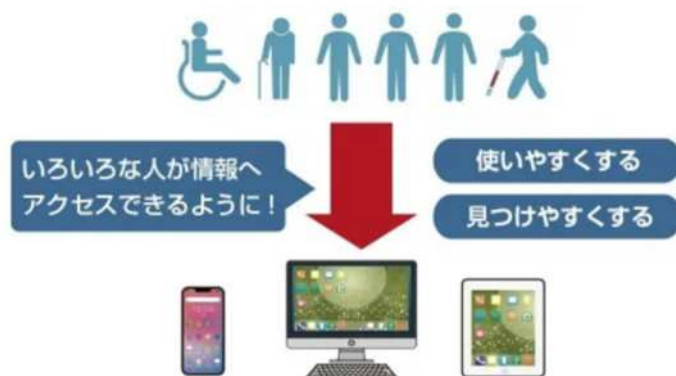 いろいろな人が情報へ
アクセスできるように！
使いやすくする
見つけやすくする